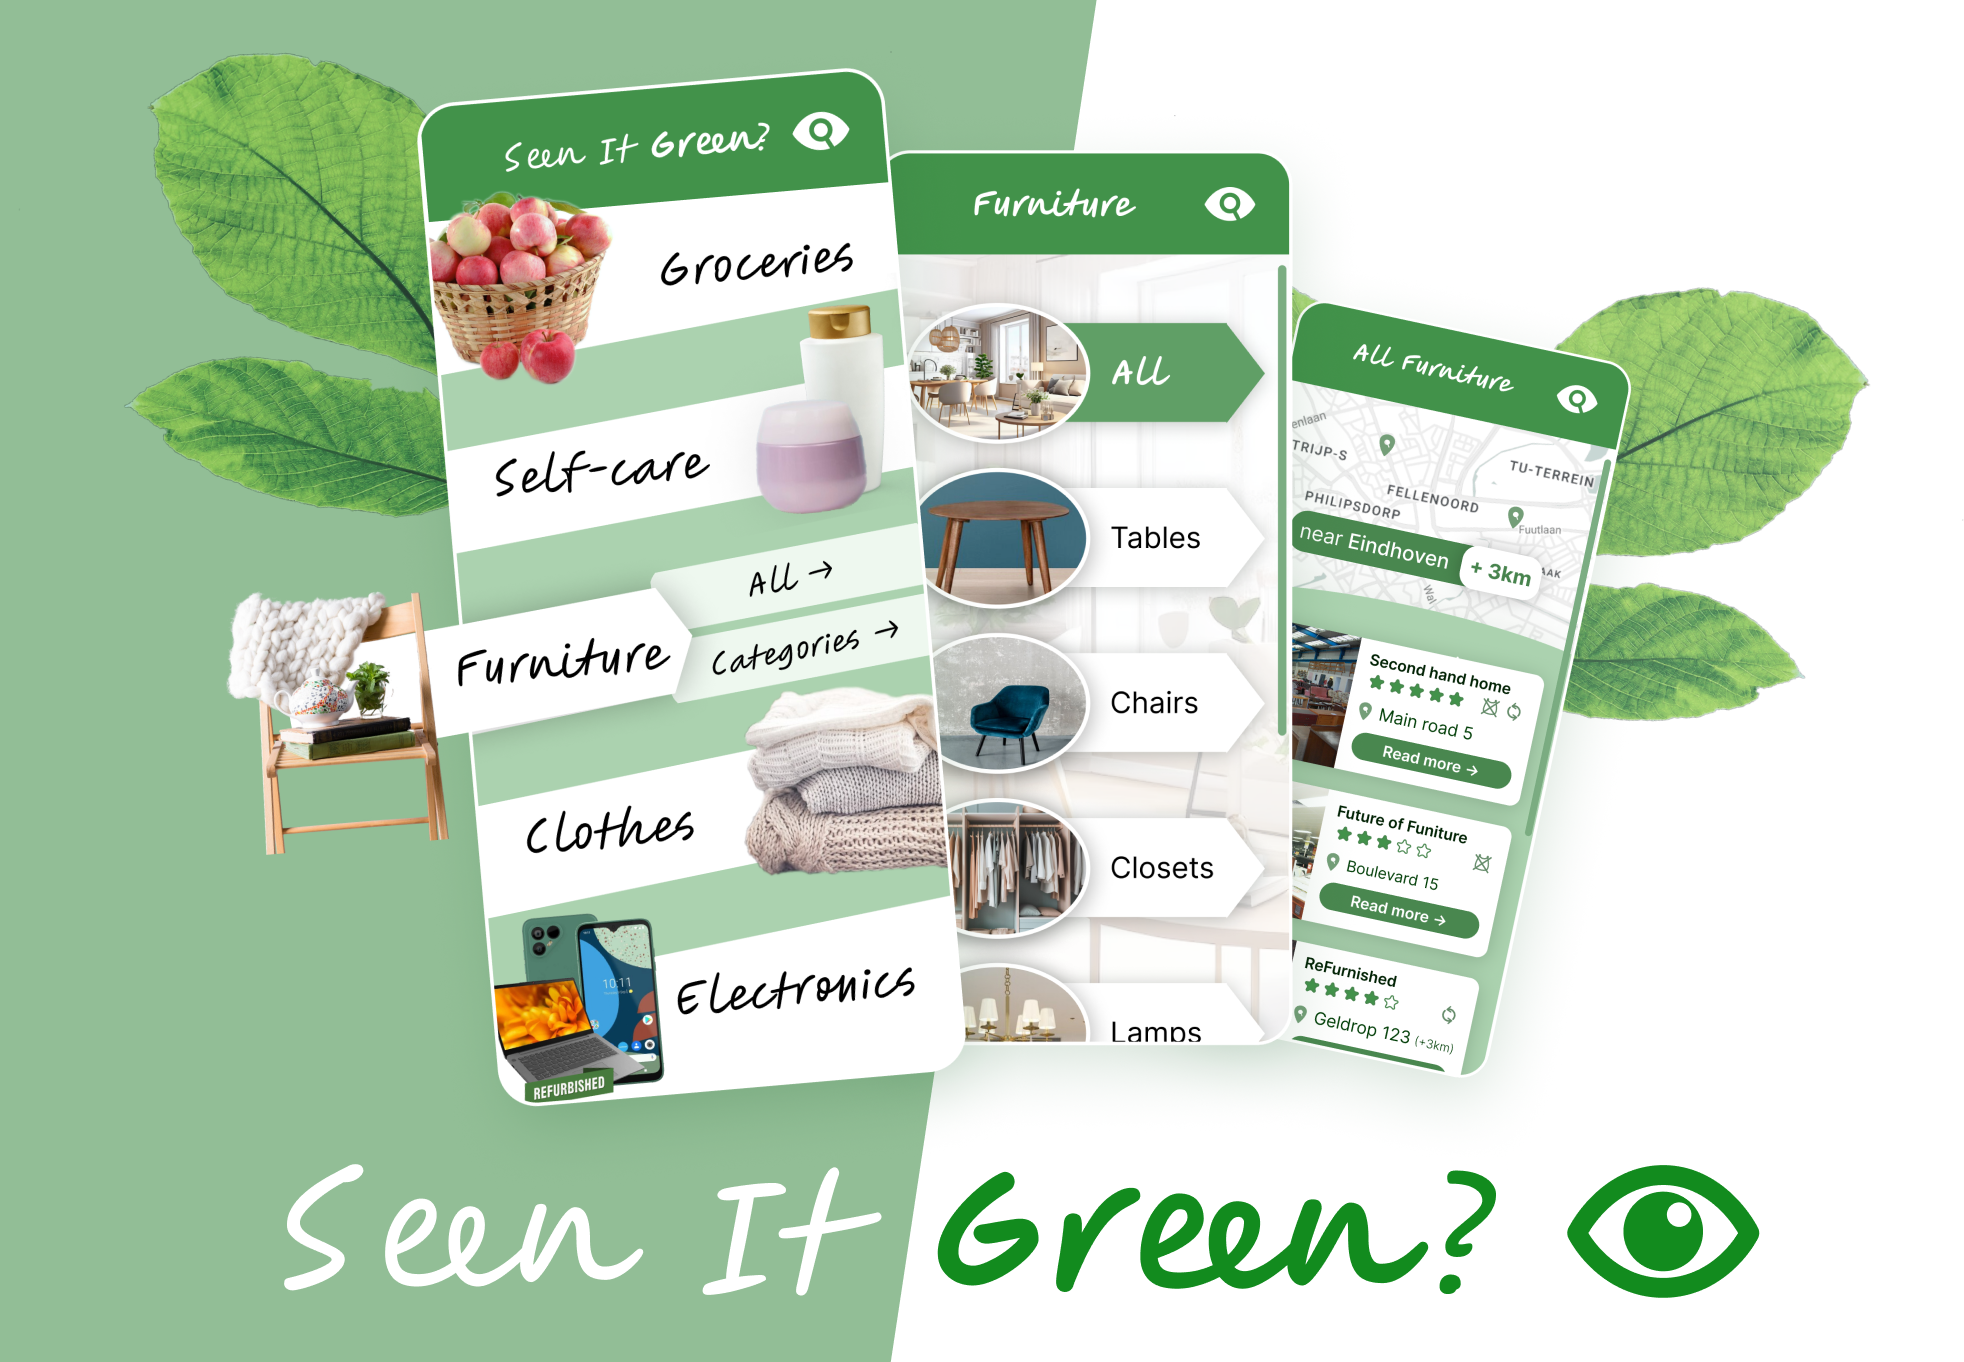 Seen It Green?
Groceries
Self-care
All →
Furniture
Categories →
Clothes
Electronics
10:11
REFURBISHED
Furniture
All
Tables
Chairs
Closets
Lamps
All Furniture
enlaan
TRIJP-S
TU-TERREIN
FELLENOORD
PHILIPSDORP
Fuutlaan
near Eindhoven
+ 3km
AAK
Wal
Second hand home
Main road 5
Read more →
Future of Funiture
Boulevard 15
Read more →
ReFurnished
Geldrop 123 (+3km)
Seen It Green?